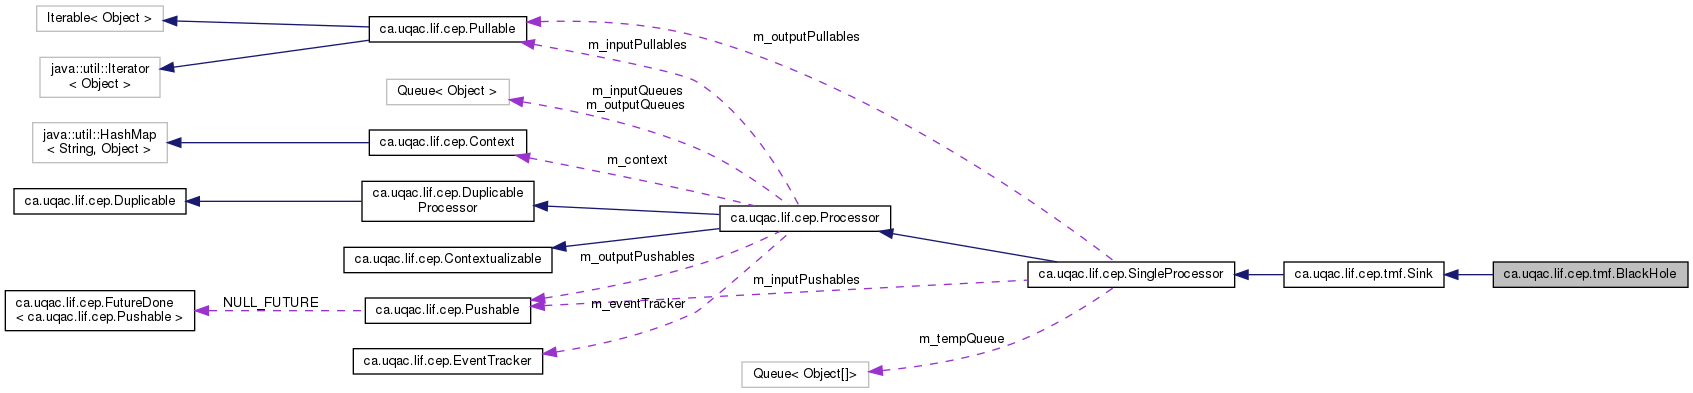 Iterable< Object >
ca.uqac.lif.cep.Pullable
m_outputPullables
m_inputPullables
java::util::Iterator
< Object >
Queue< Object >
m_inputQueues
m_outputQueues
java::util::HashMap
< String, Object >
ca.uqac.lif.cep.Context
m_context
ca.uqac.lif.cep.Duplicable
ca.uqac.lif.cep.Duplicable
Processor
ca.uqac.lif.cep.Processor
ca.uqac.lif.cep.Contextualizable
m_outputPushables
m_inputPushables
ca.uqac.lif.cep.SingleProcessor
ca.uqac.lif.cep.tmf.Sink
ca.uqac.lif.cep.tmf.BlackHole
ca.uqac.lif.cep.FutureDone
< ca.uqac.lif.cep.Pushable >
NULL_FUTURE
ca.uqac.lif.cep.Pushable
m_eventTracker
ca.uqac.lif.cep.EventTracker
m_tempQueue
Queue< Object[]>